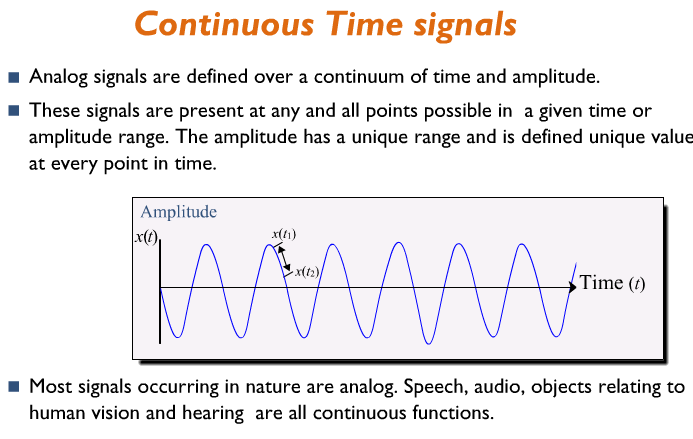 Continuous Time signals
Analog signals are defined over a continuum of time and amplitude.
These signals are present at any and all points possible in a given time or
amplitude range. The amplitude has a unique range and is defined unique value
at every point in time.
Amplitude
x(t)
x(t₁)
x(t₂)
Time (t)
Most signals occurring in nature are analog. Speech, audio, objects relating to
human vision and hearing are all continuous functions.